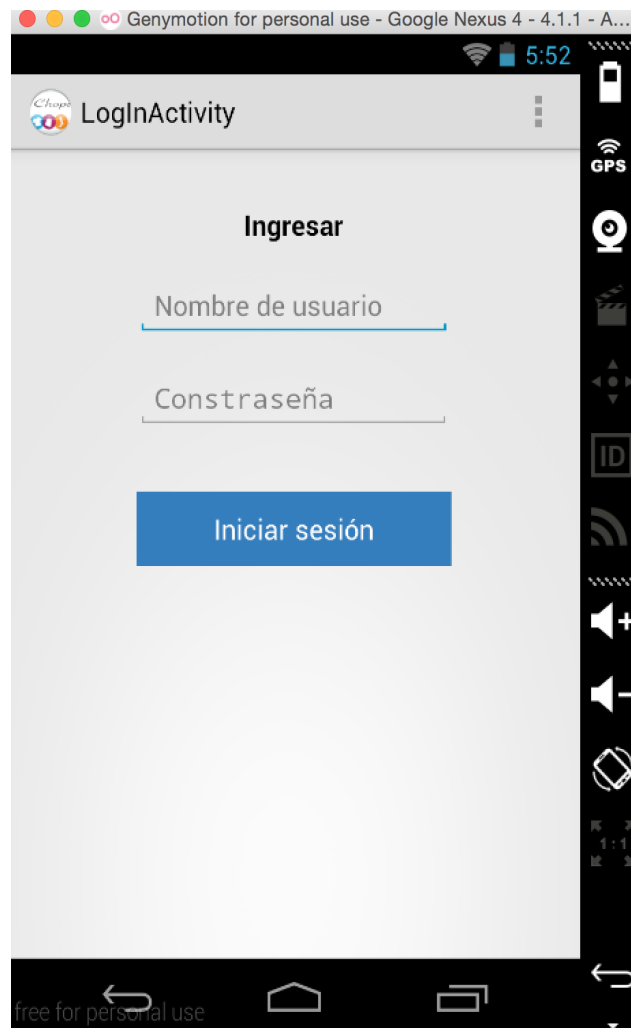 Genymotion for personal use - Google Nexus 4 - 4.1.1 - A...
5:52
Chopi
LogInActivity
GPS
Ingresar
Nombre de usuario
Constraseña
ID
Iniciar sesión
1:1
free for personal use